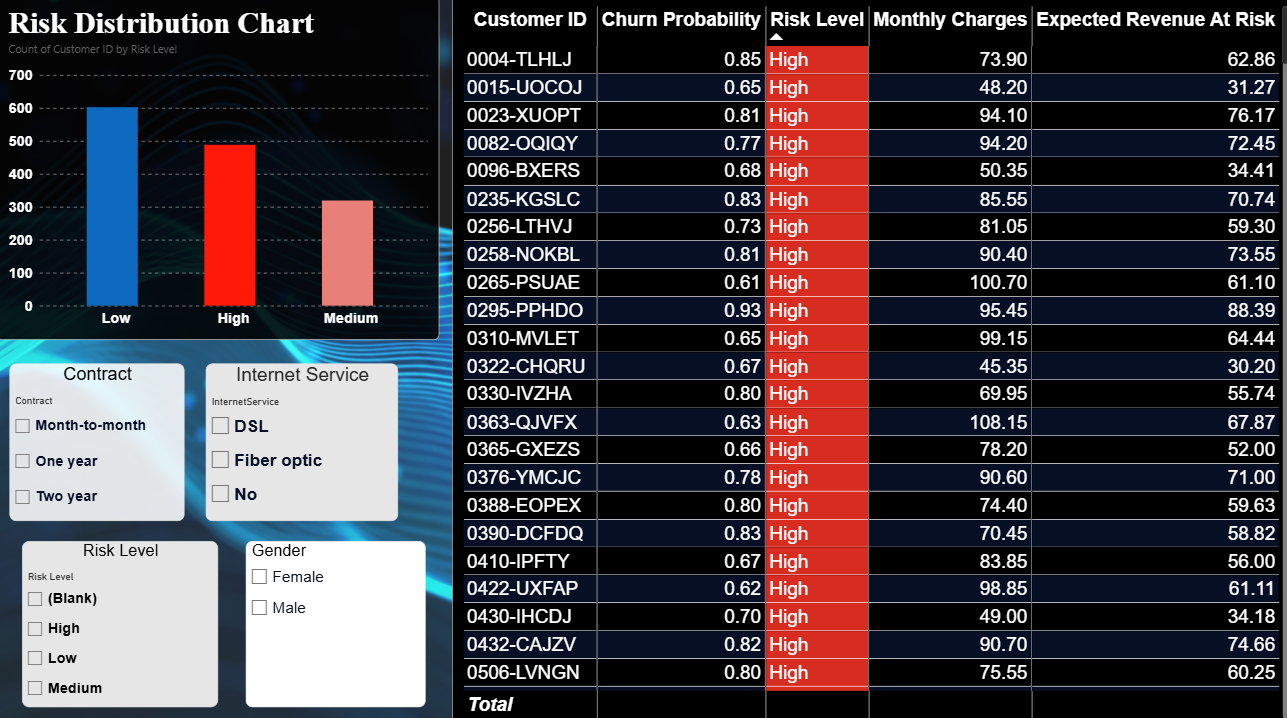 Risk Distribution Chart
Count of Customer ID by Risk Level
700
600
500
400
300
200
100
0
Low High Medium
Contract
Contract
Month-to-month
One year
Two year
Internet Service
InternetService
DSL
Fiber optic
No
Risk Level
Risk Level
(Blank)
High
Low
Medium
Gender
Female
Male
Customer ID Churn Probability Risk Level Monthly Charges Expected Revenue At Risk
0004-TLHLJ 0.85 High 73.90 62.86
0015-UOCOJ 0.65 High 48.20 31.27
0023-XUOPT 0.81 High 94.10 76.17
0082-OQIQY 0.77 High 94.20 72.45
0096-BXERS 0.68 High 50.35 34.41
0235-KGSLC 0.83 High 85.55 70.74
0256-LTHVJ 0.73 High 81.05 59.30
0258-NOKBL 0.81 High 90.40 73.55
0265-PSUAE 0.61 High 100.70 61.10
0295-PPHDO 0.93 High 95.45 88.39
0310-MVLET 0.65 High 99.15 64.44
0322-CHQRU 0.67 High 45.35 30.20
0330-IVZHA 0.80 High 69.95 55.74
0363-QJVFX 0.63 High 108.15 67.87
0365-GXEZS 0.66 High 78.20 52.00
0376-YMCJC 0.78 High 90.60 71.00
0388-EOPEX 0.80 High 74.40 59.63
0390-DCFDQ 0.83 High 70.45 58.82
0410-IPFTY 0.67 High 83.85 56.00
0422-UXFAP 0.62 High 98.85 61.11
0430-IHCDJ 0.70 High 49.00 34.18
0432-CAJZV 0.82 High 90.70 74.66
0506-LVNGN 0.80 High 75.55 60.25
Total